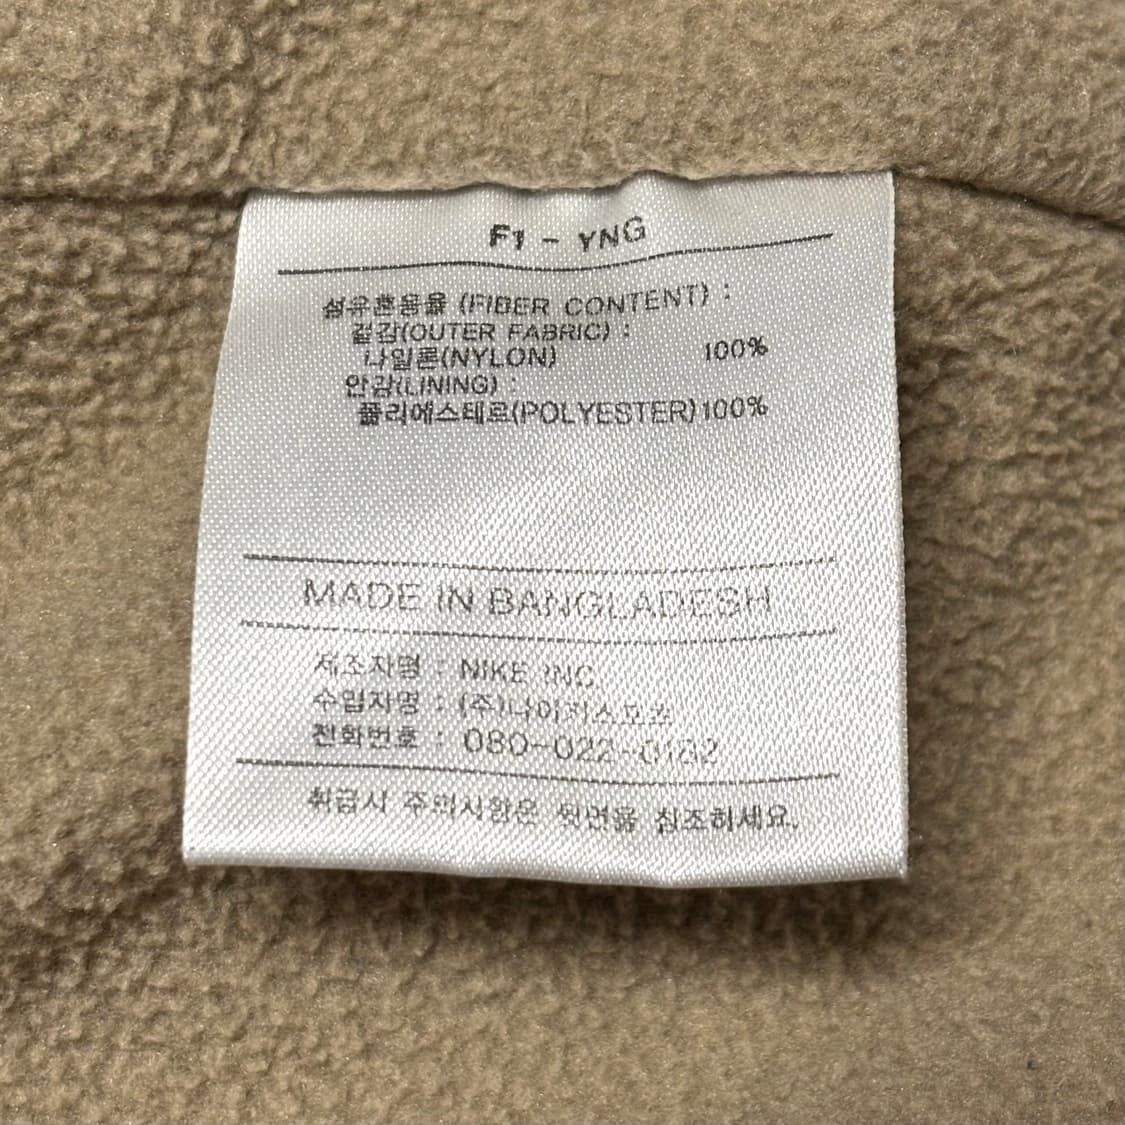 F1 - YNG
섬유혼용율 (FIBER CONTENT) :
겉감(OUTER FABRIC) :
나일론(NYLON) 100%
안감(LINING) :
폴리에스테르(POLYESTER) 100%
MADE IN BANGLADESH
제조자명 : NIKE INC.
수입자명 : (주)나이키스포츠
전화번호 : 080-022-0182
취급시 주의사항은 뒷면을 참조하세요.